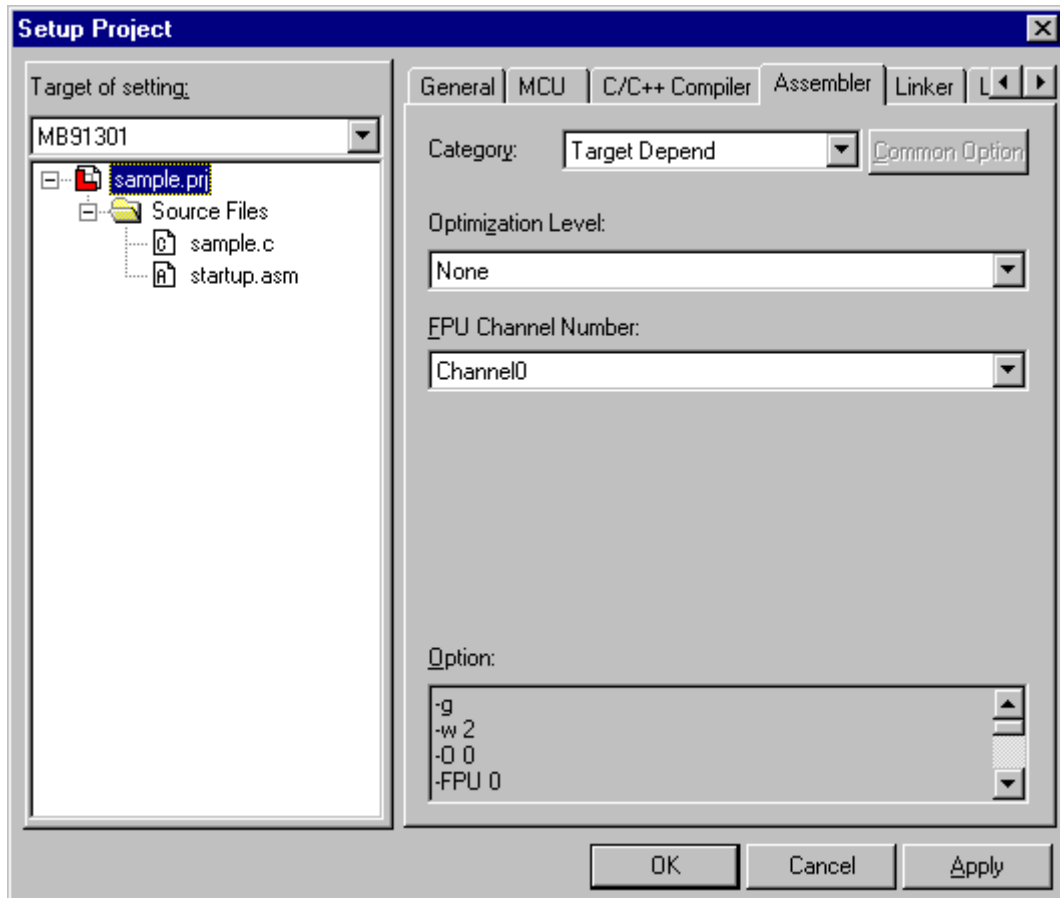 Setup Project
Target of setting:
MB91301
sample.prj
Source Files
sample.c
startup.asm
General MCU C/C++ Compiler Assembler Linker L
Category: Target Depend Common Option
Optimization Level:
None
FPU Channel Number:
Channel0
Option:
-g
-w 2
-O 0
-FPU 0
OK Cancel Apply